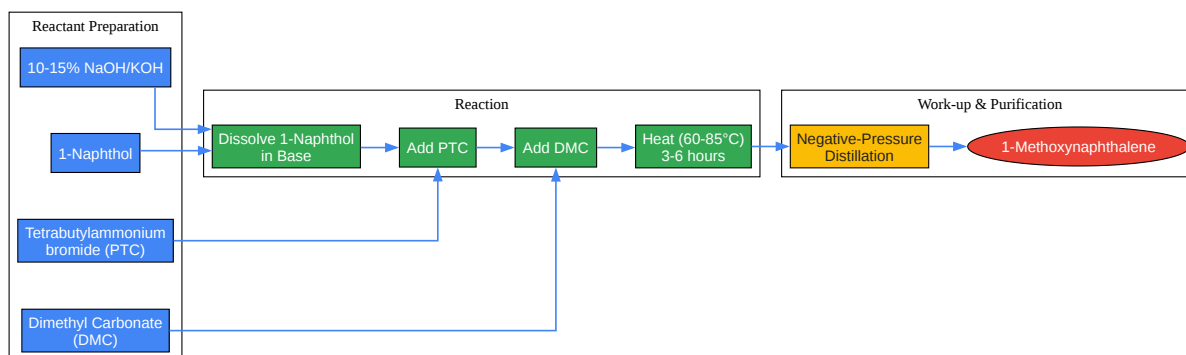 Reactant Preparation
10-15% NaOH/KOH
1-Naphthol
Tetrabutylammonium
bromide (PTC)
Dimethyl Carbonate
(DMC)
Reaction
Dissolve 1-Naphthol
in Base
Add PTC
Add DMC
Heat (60-85°C)
3-6 hours
Work-up & Purification
Negative-Pressure
Distillation
1-Methoxynaphthalene